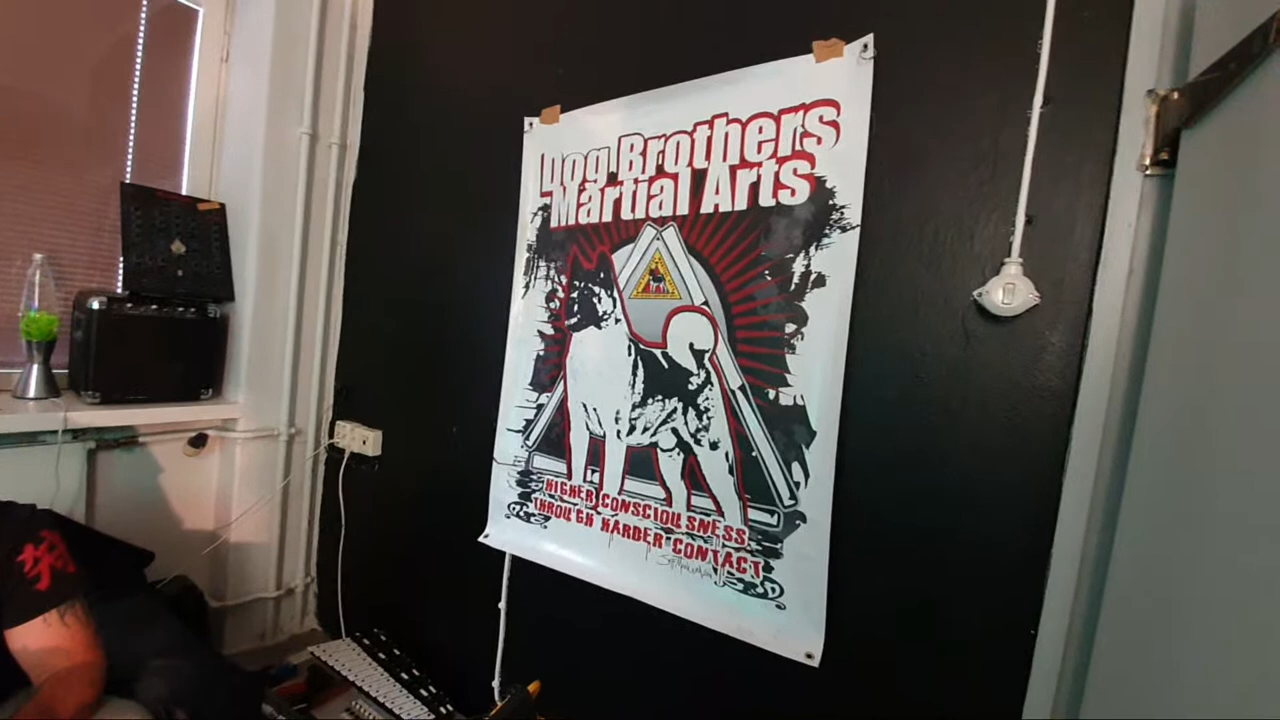 Dog Brothers
Martial Arts
HIGHER CONSCIOUSNESS
THROUGH HARDER CONTACT